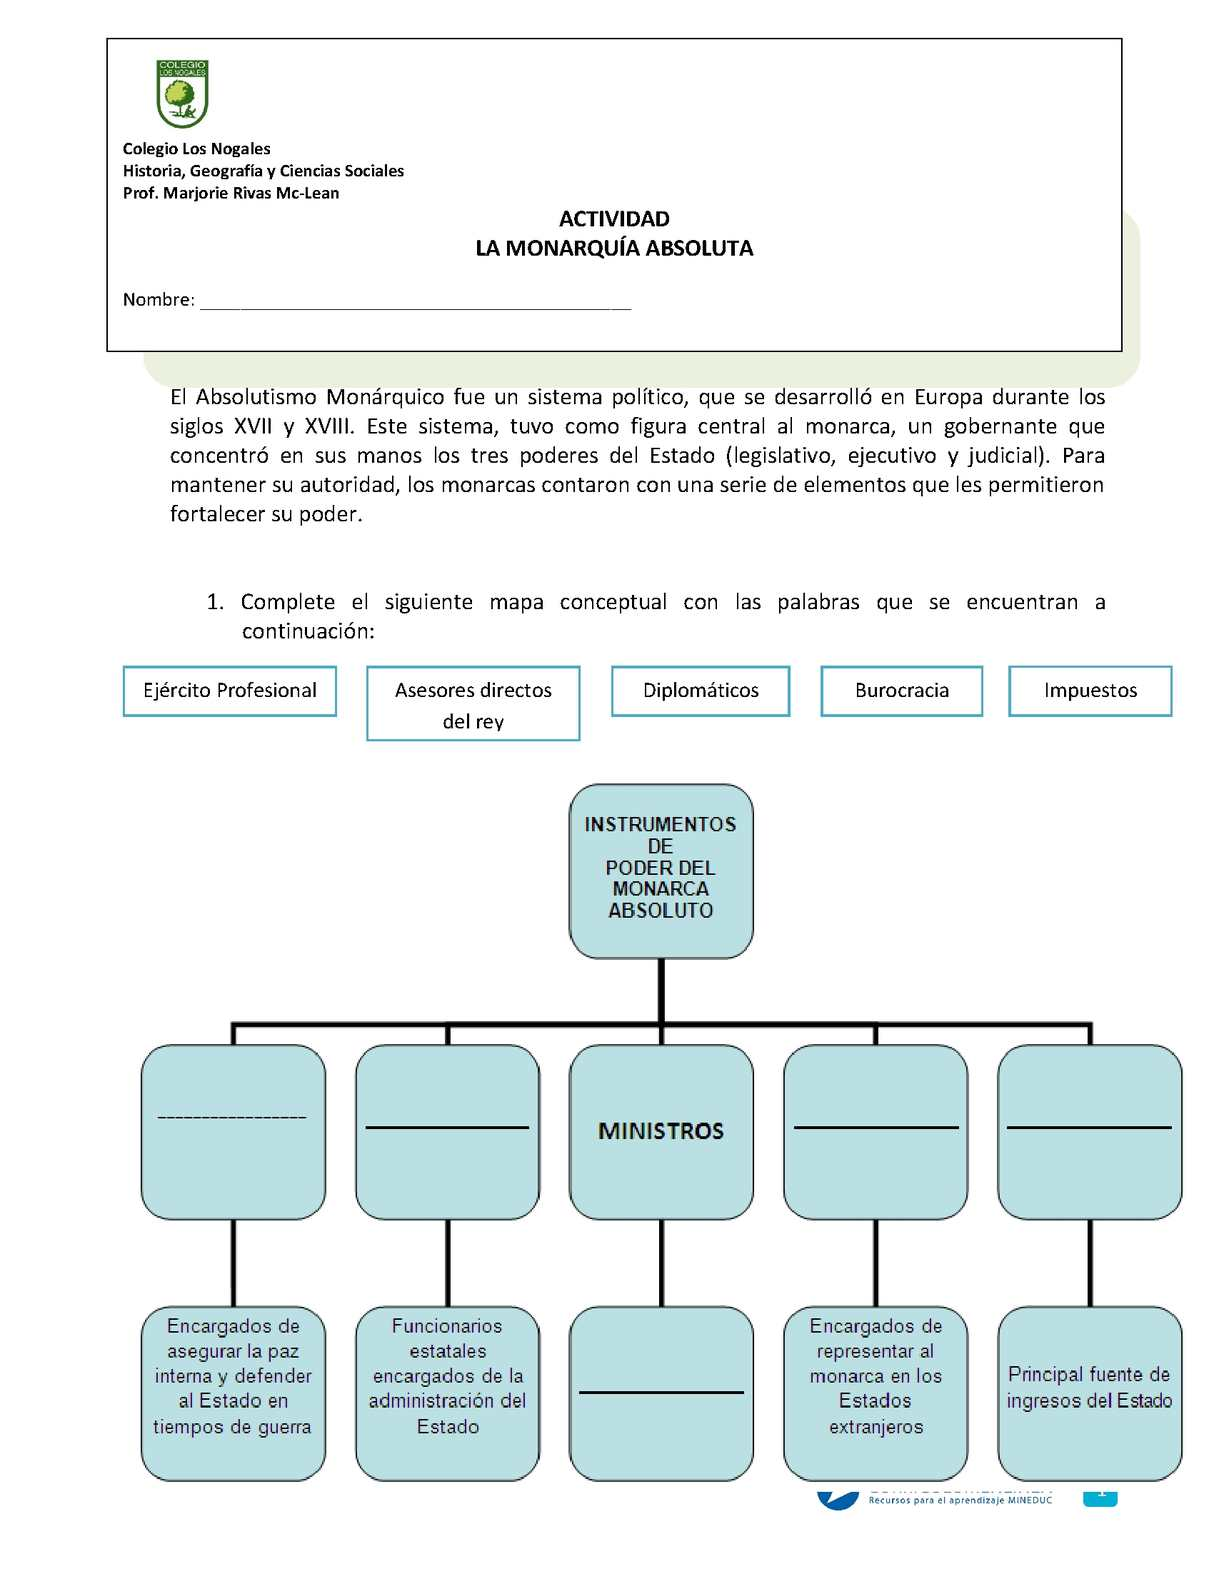 COLEGIO
LOS NOGALES
Colegio Los Nogales
Historia, Geografía y Ciencias Sociales
Prof. Marjorie Rivas Mc-Lean
ACTIVIDAD
LA MONARQUÍA ABSOLUTA
Nombre: ___________________________________________
El Absolutismo Monárquico fue un sistema político, que se desarrolló en Europa durante los
siglos XVII y XVIII. Este sistema, tuvo como figura central al monarca, un gobernante que
concentró en sus manos los tres poderes del Estado (legislativo, ejecutivo y judicial). Para
mantener su autoridad, los monarcas contaron con una serie de elementos que les permitieron
fortalecer su poder.
1. Complete el siguiente mapa conceptual con las palabras que se encuentran a
continuación:
Ejército Profesional
Asesores directos
del rey
Diplomáticos
Burocracia
Impuestos
INSTRUMENTOS
DE
PODER DEL
MONARCA
ABSOLUTO
MINISTROS
Encargados de
asegurar la paz
interna y defender
al Estado en
tiempos de guerra
Funcionarios
estatales
encargados de la
administración del
Estado
Encargados de
representar al
monarca en los
Estados
extranjeros
Principal fuente de
ingresos del Estado
Recursos para el aprendizaje MINEDUC